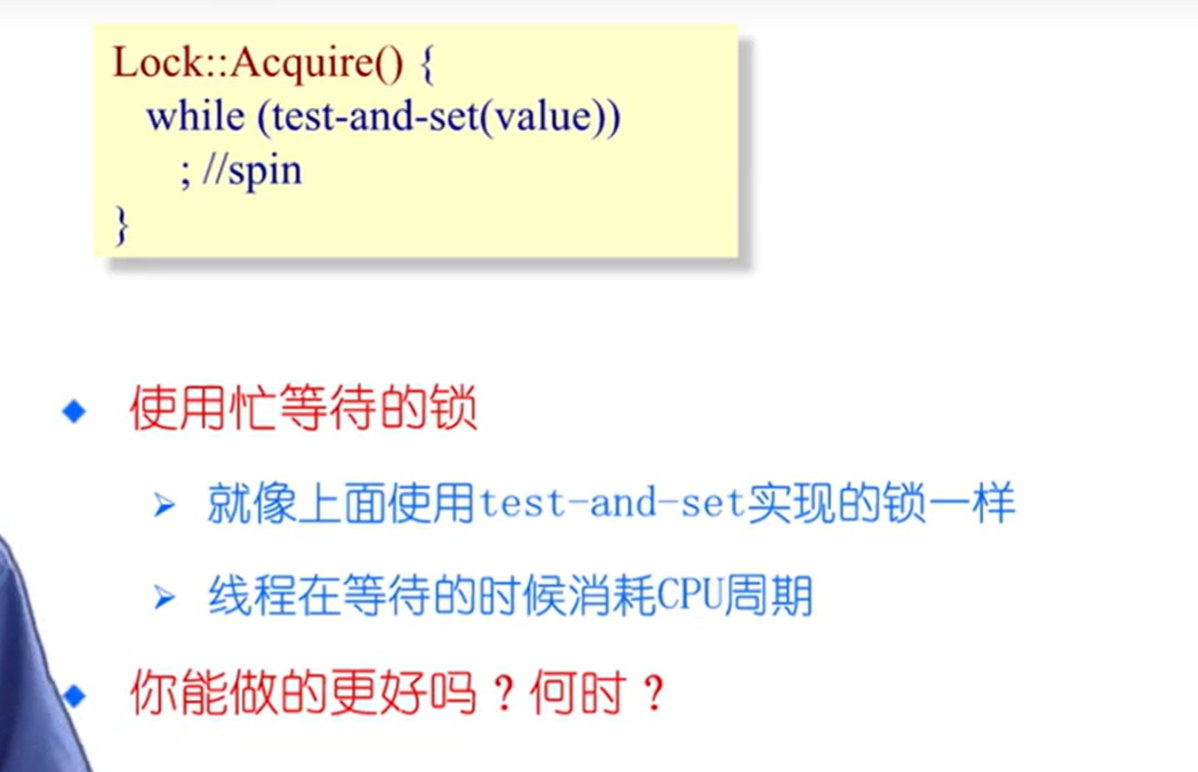 Lock::Acquire() {
while (test-and-set(value))
; //spin
}
使用忙等待的锁
就像上面使用test-and-set实现的锁一样
线程在等待的时候消耗CPU周期
你能做的更好吗？何时？